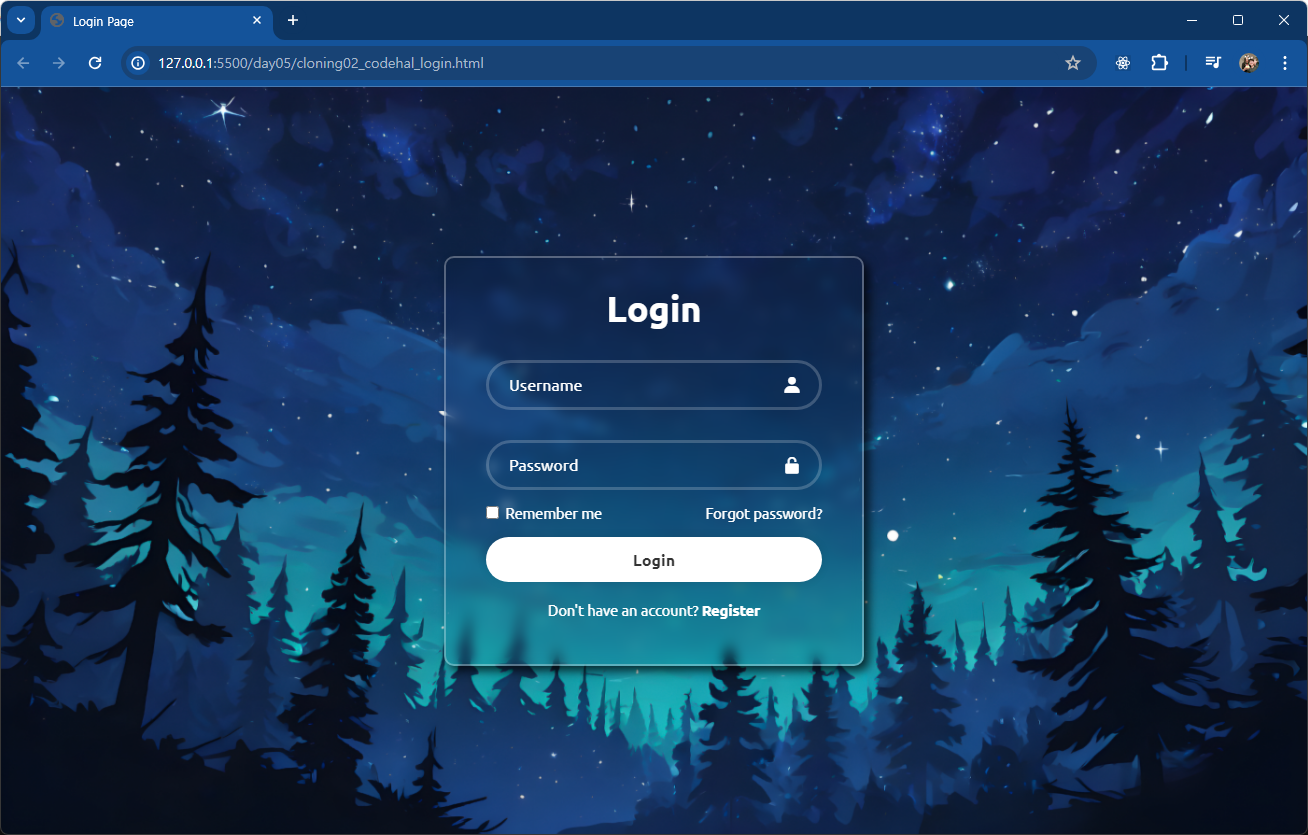 Login Page
127.0.0.1:5500/day05/cloning02_codehal_login.html
Login
Username
Password
Remember me Forgot password?
Login
Don't have an account? Register